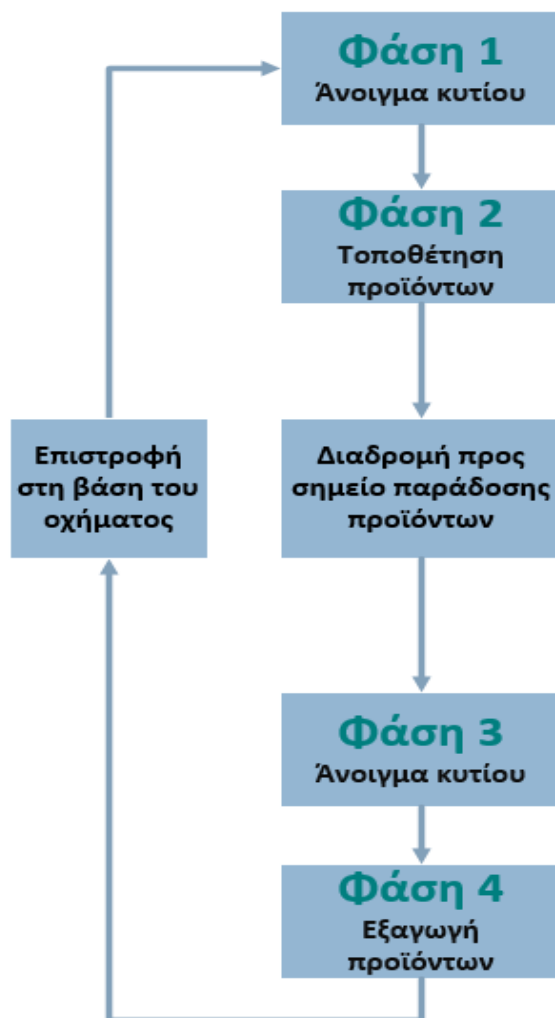 Φάση 1
Άνοιγμα κυτίου
Φάση 2
Τοποθέτηση
προϊόντων
Διαδρομή προς
σημείο παράδοσης
προϊόντων
Φάση 3
Άνοιγμα κυτίου
Φάση 4
Εξαγωγή
προϊόντων
Επιστροφή
στη βάση του
οχήματος